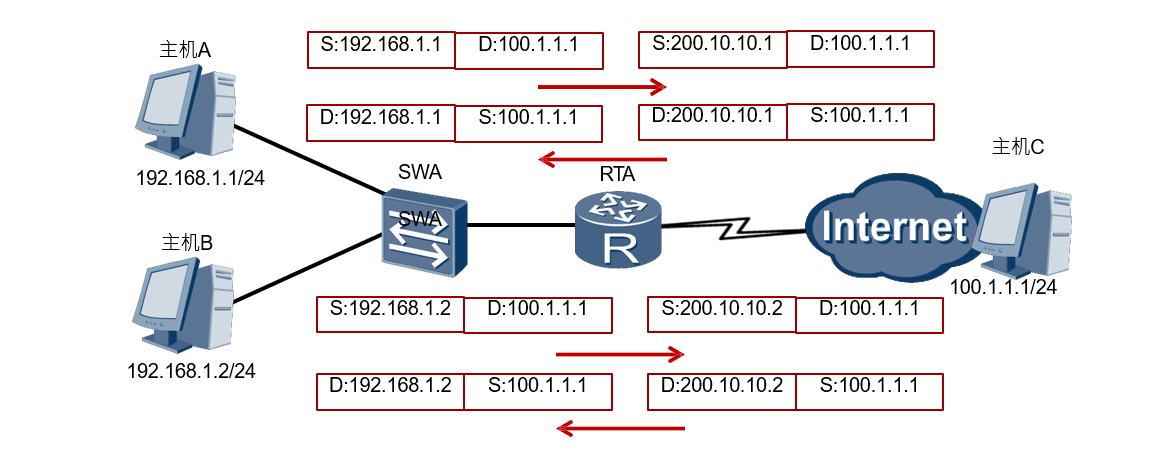 主机A
S:192.168.1.1 D:100.1.1.1 S:200.10.10.1 D:100.1.1.1
D:192.168.1.1 S:100.1.1.1 D:200.10.10.1 S:100.1.1.1
主机C
192.168.1.1/24
SWA
RTA
SWA
主机B
R
Internet
100.1.1.1/24
S:192.168.1.2 D:100.1.1.1 S:200.10.10.2 D:100.1.1.1
192.168.1.2/24
D:192.168.1.2 S:100.1.1.1 D:200.10.10.2 S:100.1.1.1